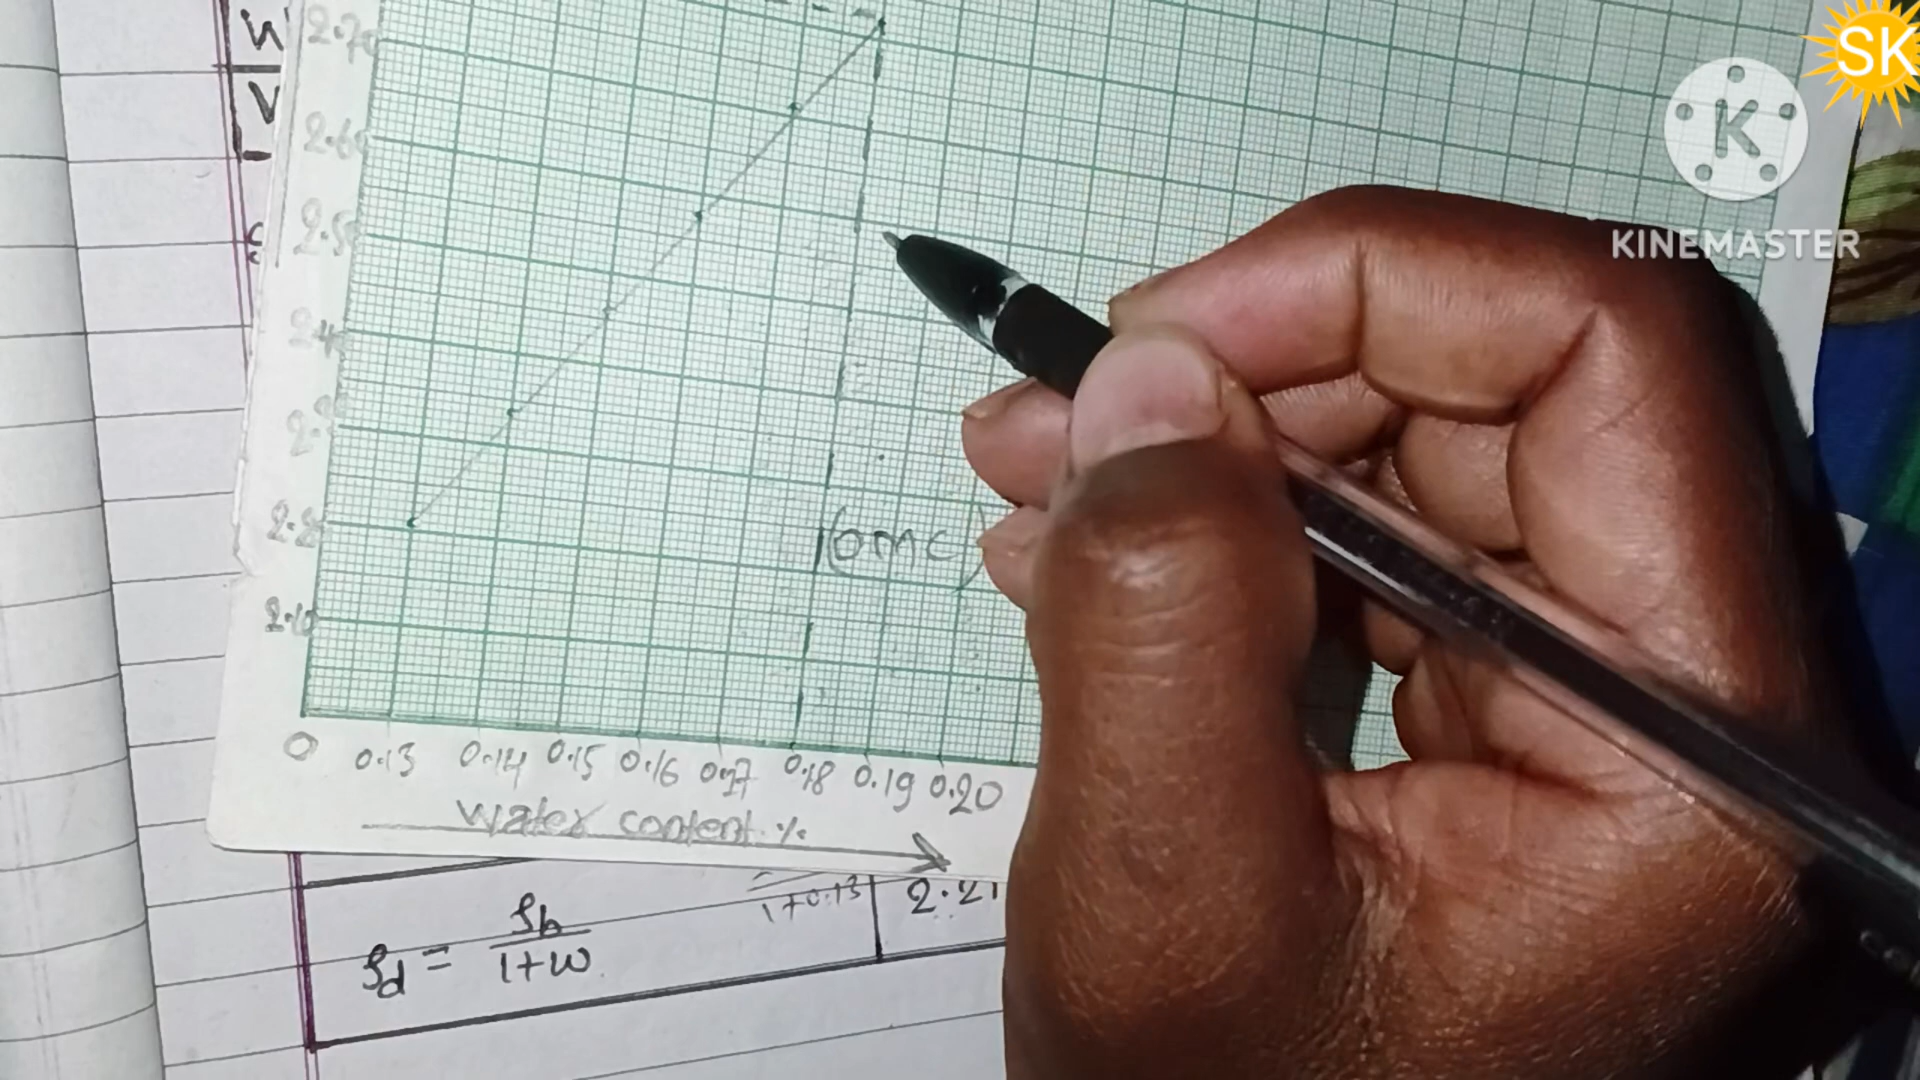 SK
K
KINEMASTER
W
2.70
V
2.60
2.50
2.40
2.30
2.20
(omc)
2.10
0 0.13 0.14 0.15 0.16 0.17 0.18 0.19 0.20
Water content %
1+0.13 2.21
ρd = ρb
1+w